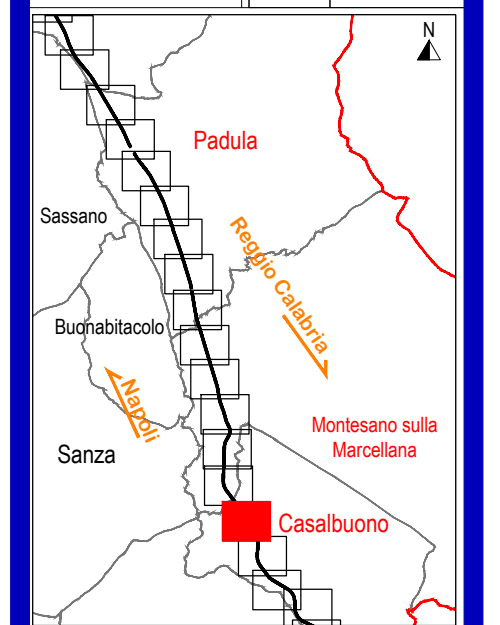 N
Padula
Sassano
Reggio Calabria
Buonabitacolo
Napoli
Montesano sulla
Marcellana
Sanza
Casalbuono